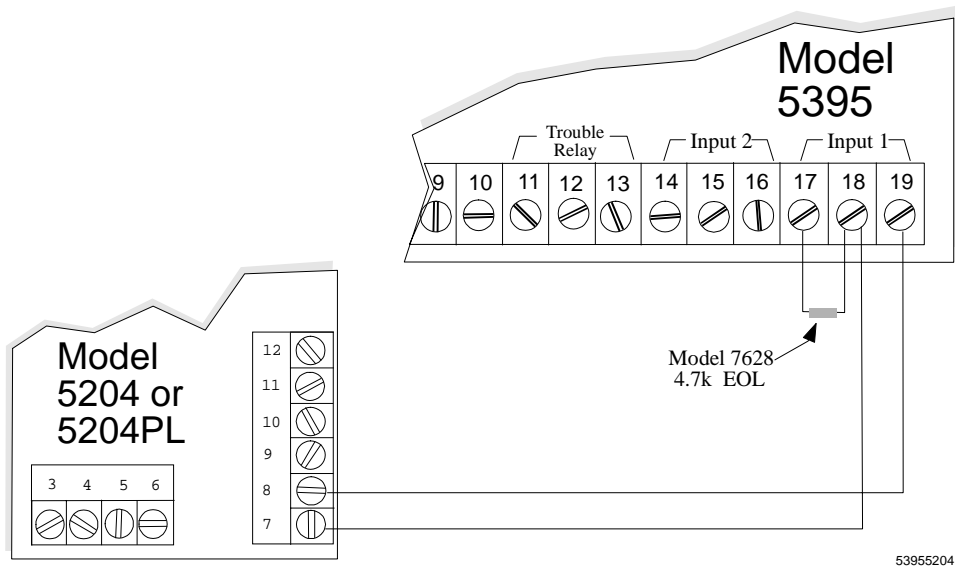 Model
5395
Trouble
Relay
Input 2
Input 1
9 10 11 12 13 14 15 16 17 18 19
Model 7628
4.7k EOL
Model
5204 or
5204PL
12
11
10
9
8
7
3 4 5 6
53955204